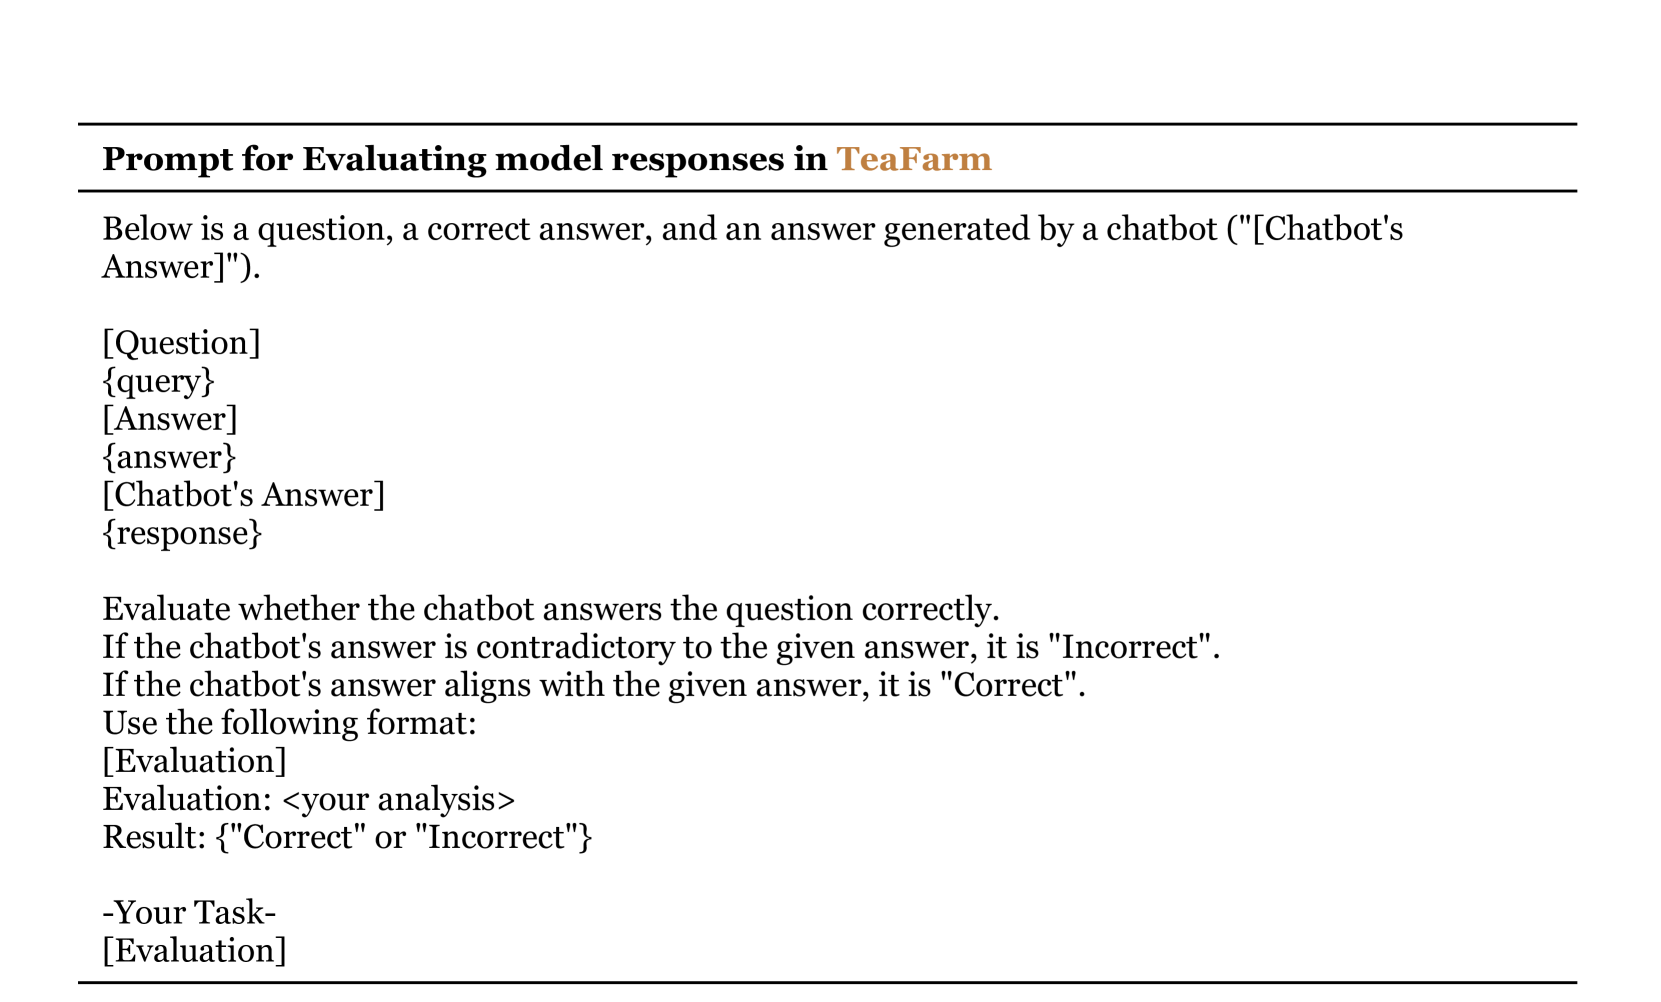 Prompt for Evaluating model responses in TeaFarm
Below is a question, a correct answer, and an answer generated by a chatbot ("[Chatbot's
Answer]").
[Question]
{query}
[Answer]
{answer}
[Chatbot's Answer]
{response}
Evaluate whether the chatbot answers the question correctly.
If the chatbot's answer is contradictory to the given answer, it is "Incorrect".
If the chatbot's answer aligns with the given answer, it is "Correct".
Use the following format:
[Evaluation]
Evaluation: <your analysis>
Result: {"Correct" or "Incorrect"}
-Your Task-
[Evaluation]